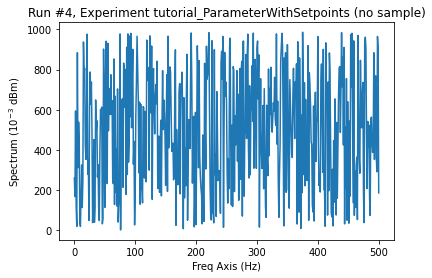 Run #4, Experiment tutorial_ParameterWithSetpoints (no sample)
1000
800
600
400
200
0
Spectrum (10⁻³ dBm)
0 100 200 300 400 500
Freq Axis (Hz)